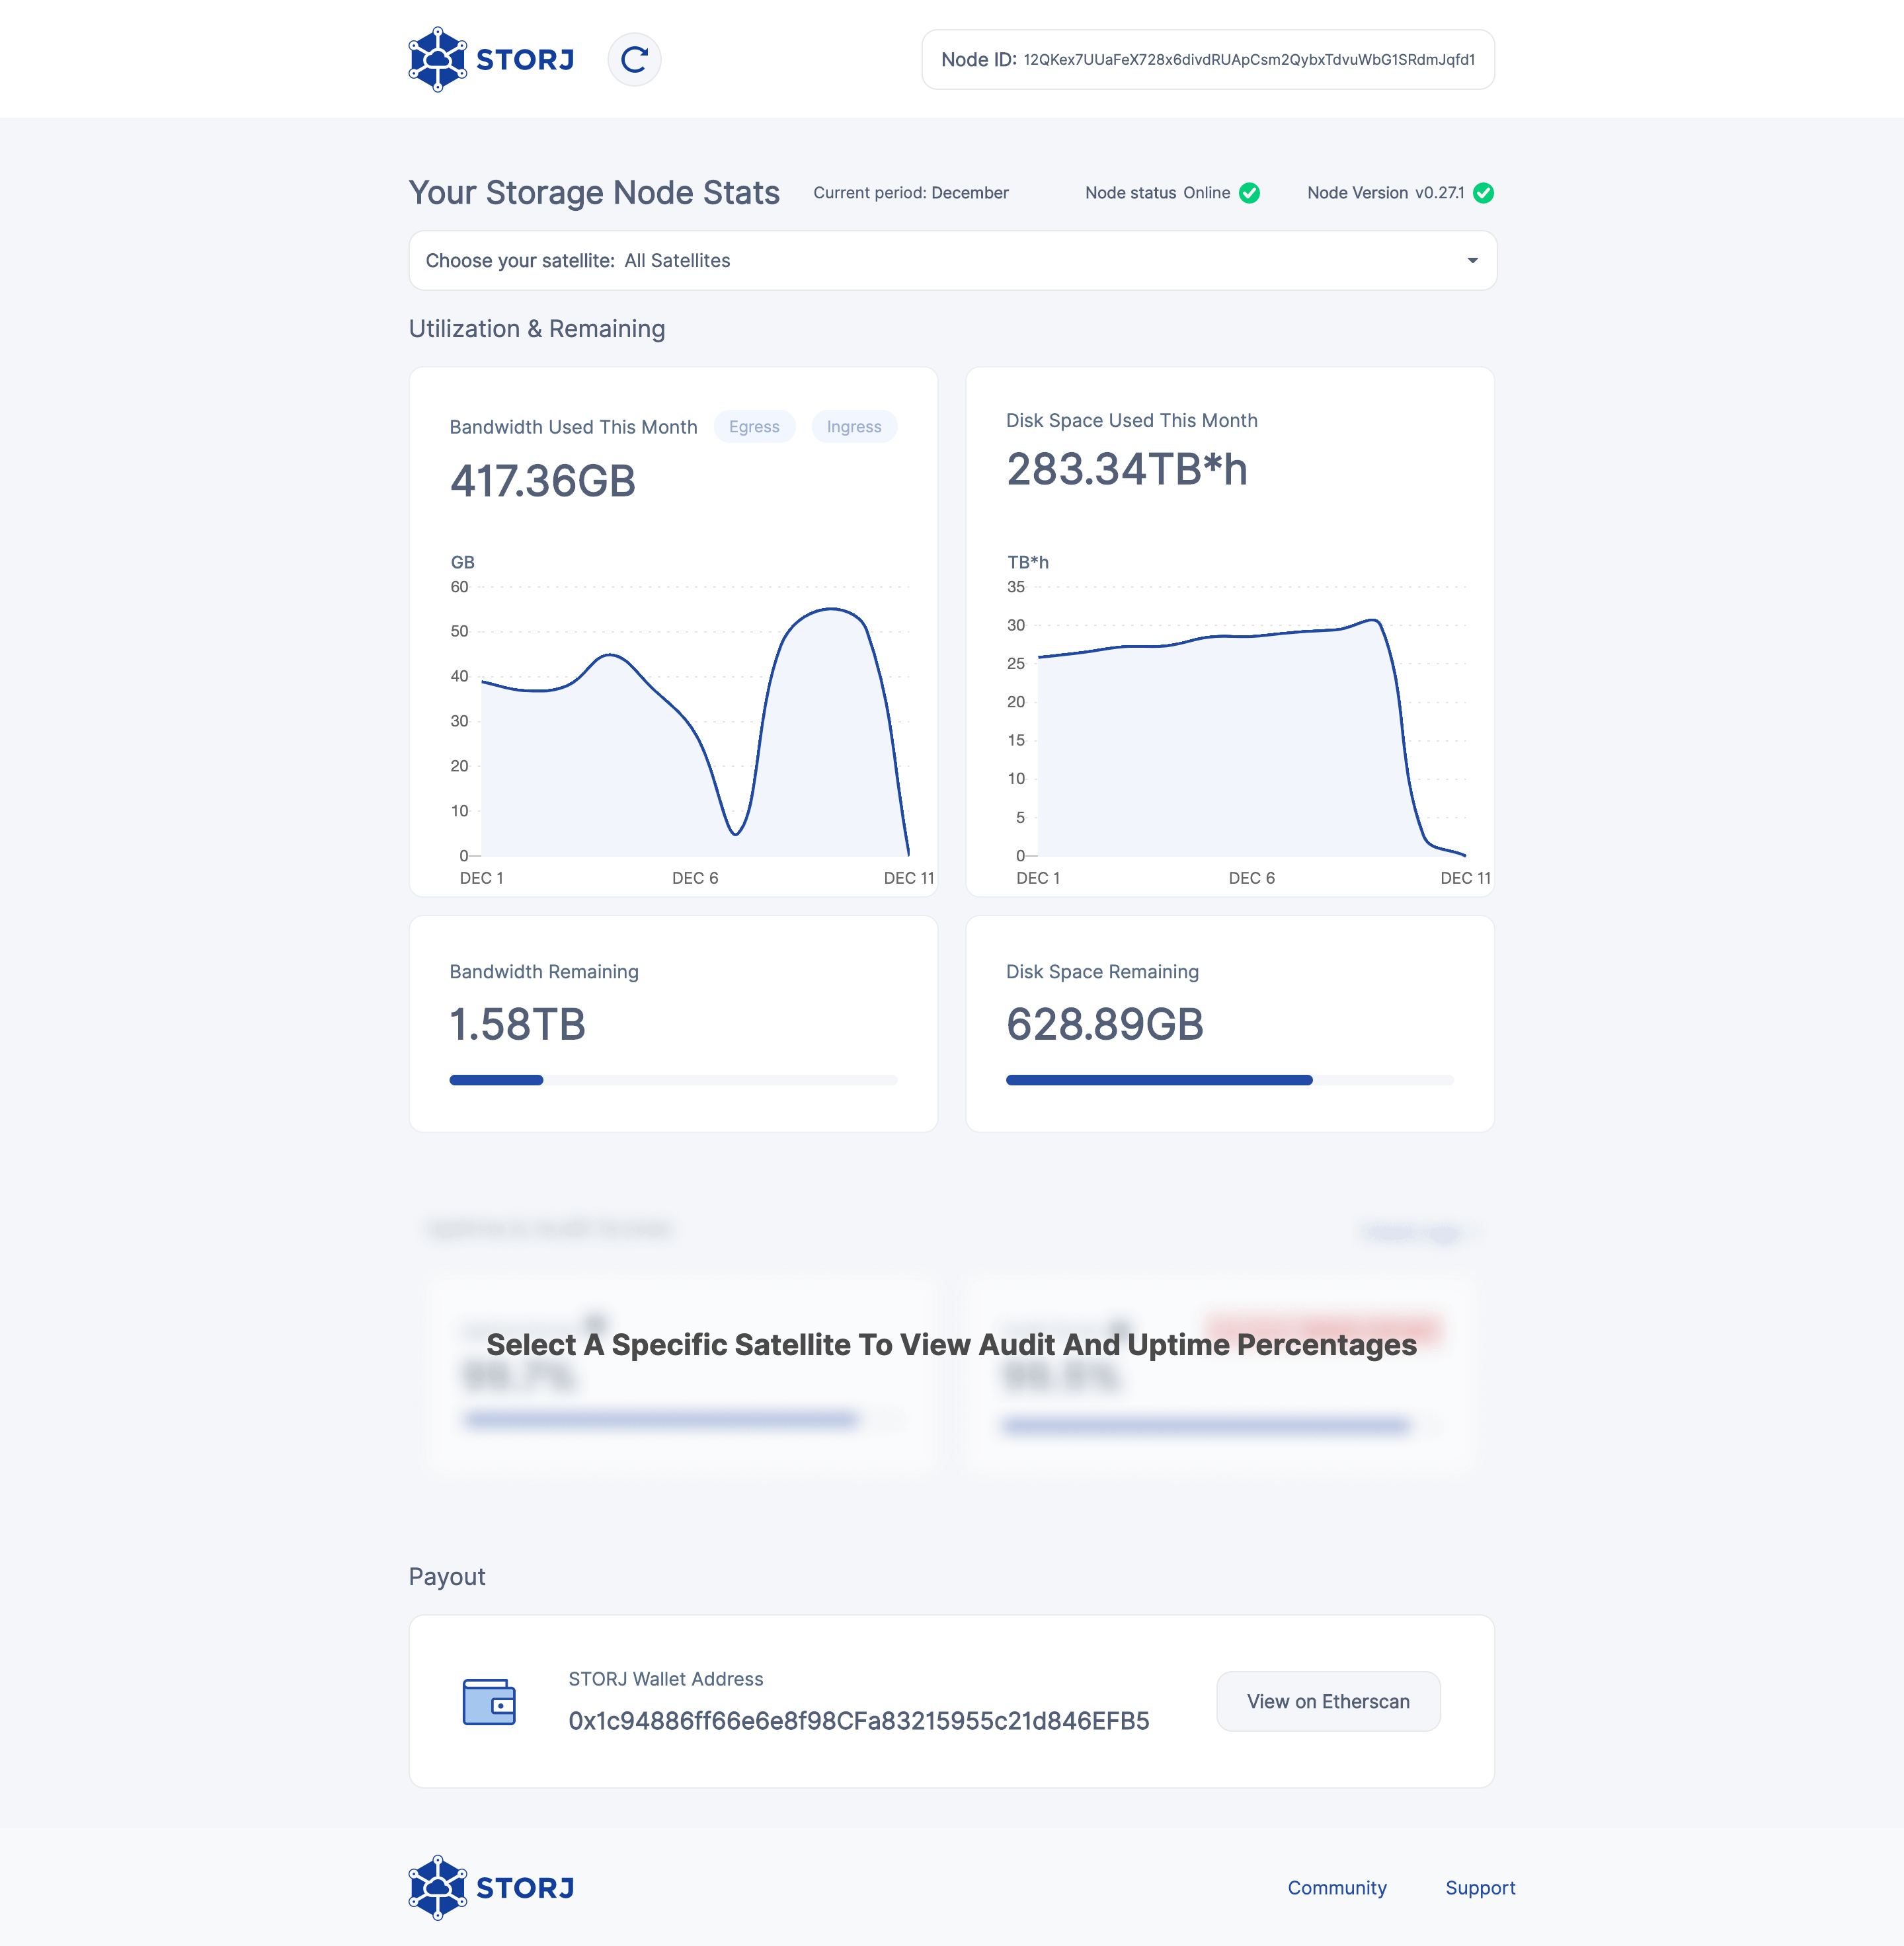 STORJ
Node ID: 12QKex7UUaFeX728x6divdRUApCsm2QybxTdvuWbG1SRdmJqfd1
Your Storage Node Stats
Current period: December
Node status Online
Node Version v0.27.1
Choose your satellite: All Satellites
Utilization & Remaining
Bandwidth Used This Month
Egress
Ingress
417.36GB
GB
60
50
40
30
20
10
0
DEC 1
DEC 6
DEC 11
Disk Space Used This Month
283.34TB*h
TB*h
35
30
25
20
15
10
5
0
DEC 1
DEC 6
DEC 11
Bandwidth Remaining
1.58TB
Disk Space Remaining
628.89GB
Select A Specific Satellite To View Audit And Uptime Percentages
Payout
STORJ Wallet Address
0x1c94886ff66e6e8f98CFa83215955c21d846EFB5
View on Etherscan
STORJ
Community
Support